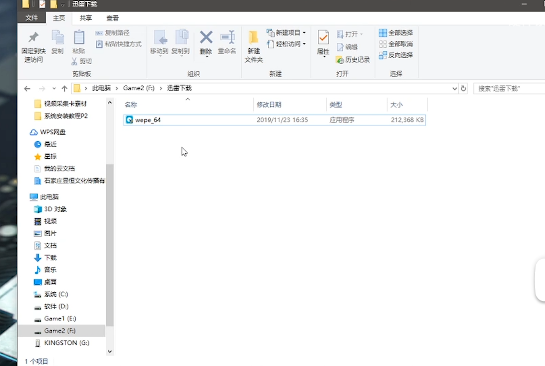 迅雷下载
文件 主页 共享 查看
固定到快速访问
复制
粘贴
复制路径
粘贴快捷方式
剪切
移动到
复制到
删除
重命名
新建文件夹
新建项目
轻松访问
属性
打开
编辑
历史记录
全部选择
全部取消
反向选择
剪贴板 组织 新建 打开 选择
此电脑 > Game2 (F:) > 迅雷下载
搜索"迅雷下载"
名称 修改日期 类型 大小
wepe_64 2019/11/23 16:35 应用程序 212,368 KB
视频采集卡素材
系统安装教程P2
WPS网盘
最近
星标
我的云文档
石家庄昱恒文化传播有
此电脑
3D 对象
视频
图片
文档
下载
音乐
桌面
系统 (C:)
软件 (D:)
Game1 (E:)
Game2 (F:)
KINGSTON (G:)
1 个项目